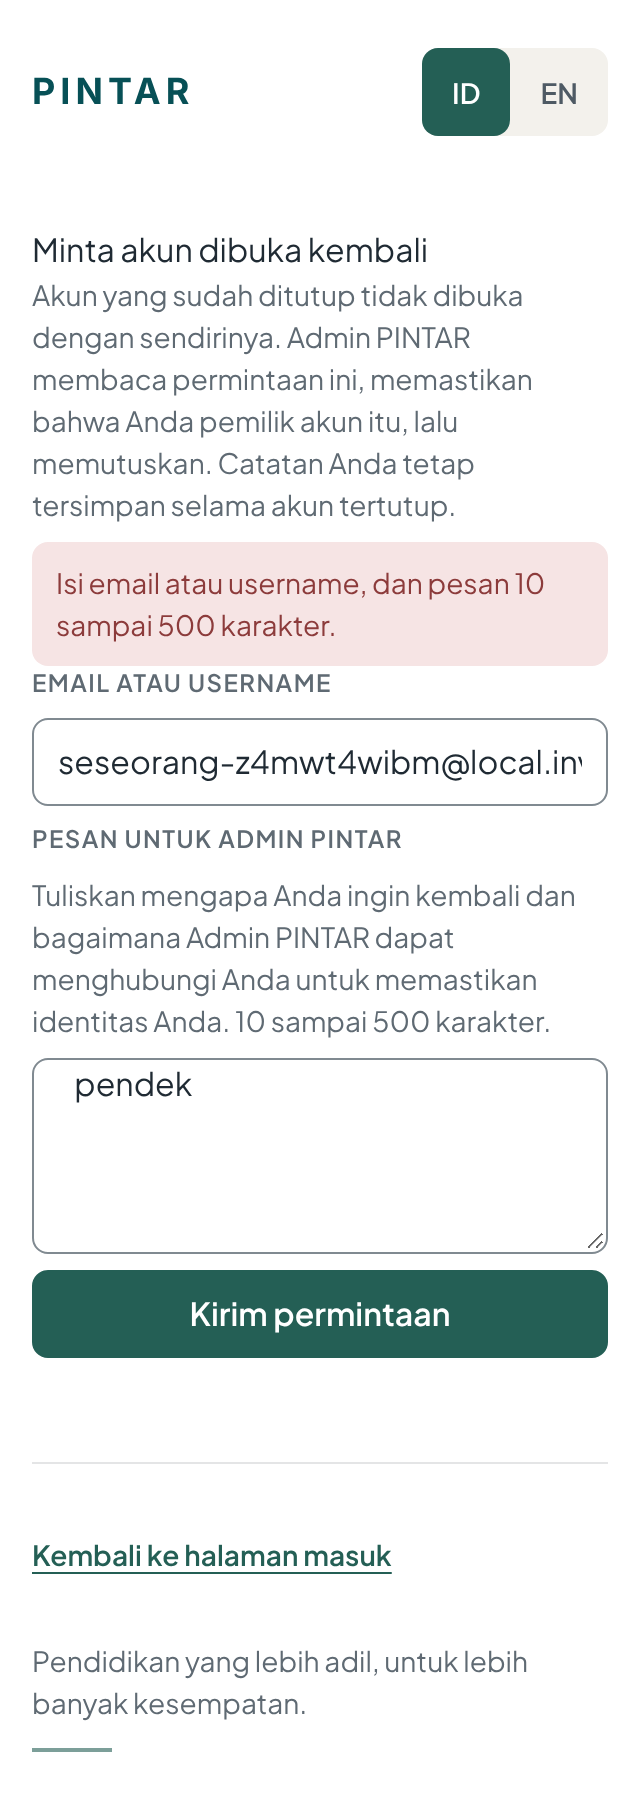 PINTAR
ID
EN
Minta akun dibuka kembali
Akun yang sudah ditutup tidak dibuka
dengan sendirinya. Admin PINTAR
membaca permintaan ini, memastikan
bahwa Anda pemilik akun itu, lalu
memutuskan. Catatan Anda tetap
tersimpan selama akun tertutup.
Isi email atau username, dan pesan 10
sampai 500 karakter.
EMAIL ATAU USERNAME
seseorang-z4mwt4wibm@local.inv
PESAN UNTUK ADMIN PINTAR
Tuliskan mengapa Anda ingin kembali dan
bagaimana Admin PINTAR dapat
menghubungi Anda untuk memastikan
identitas Anda. 10 sampai 500 karakter.
pendek
Kirim permintaan
Kembali ke halaman masuk
Pendidikan yang lebih adil, untuk lebih
banyak kesempatan.